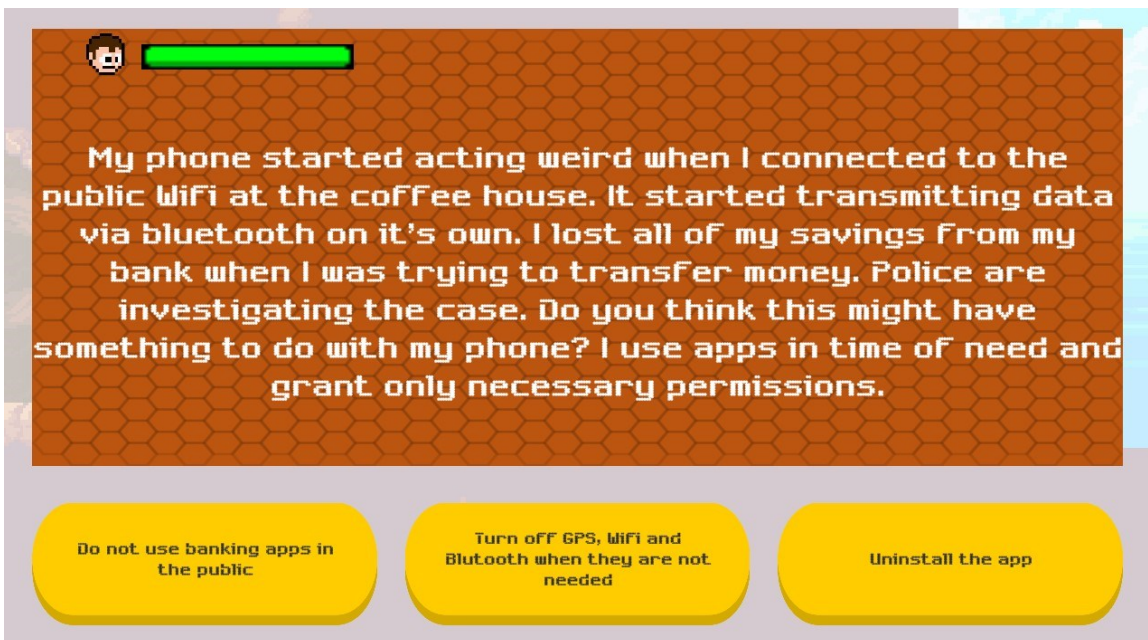 My phone started acting weird when I connected to the
public Wifi at the coffee house. It started transmitting data
via bluetooth on it's own. I lost all of my savings from my
bank when I was trying to transfer money. Police are
investigating the case. Do you think this might have
something to do with my phone? I use apps in time of need and
grant only necessary permissions.
Do not use banking apps in
the public
Turn off GPS, Wifi and
Blutooth when they are not
needed
Uninstall the app